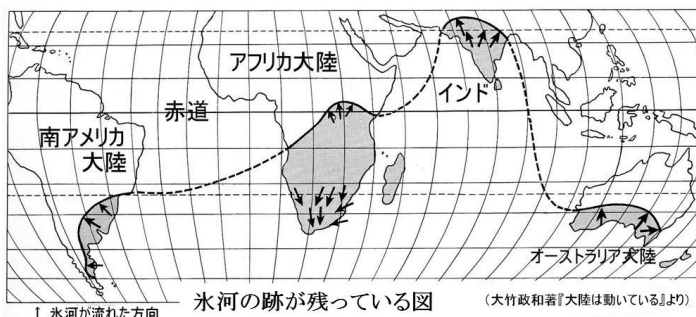 アフリカ大陸
赤道
インド
南アメリカ
大陸
オーストラリア大陸
↑ 氷河が流れた方向
氷河の跡が残っている図
(大竹政和著『大陸は動いている』より)